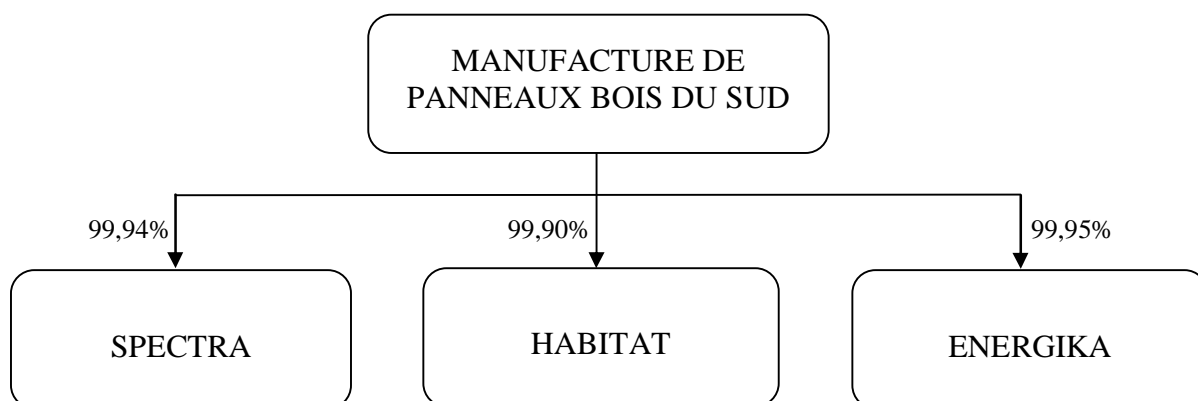 MANUFACTURE DE
PANNEAUX BOIS DU SUD
99,94%
99,90%
99,95%
SPECTRA
HABITAT
ENERGIKA